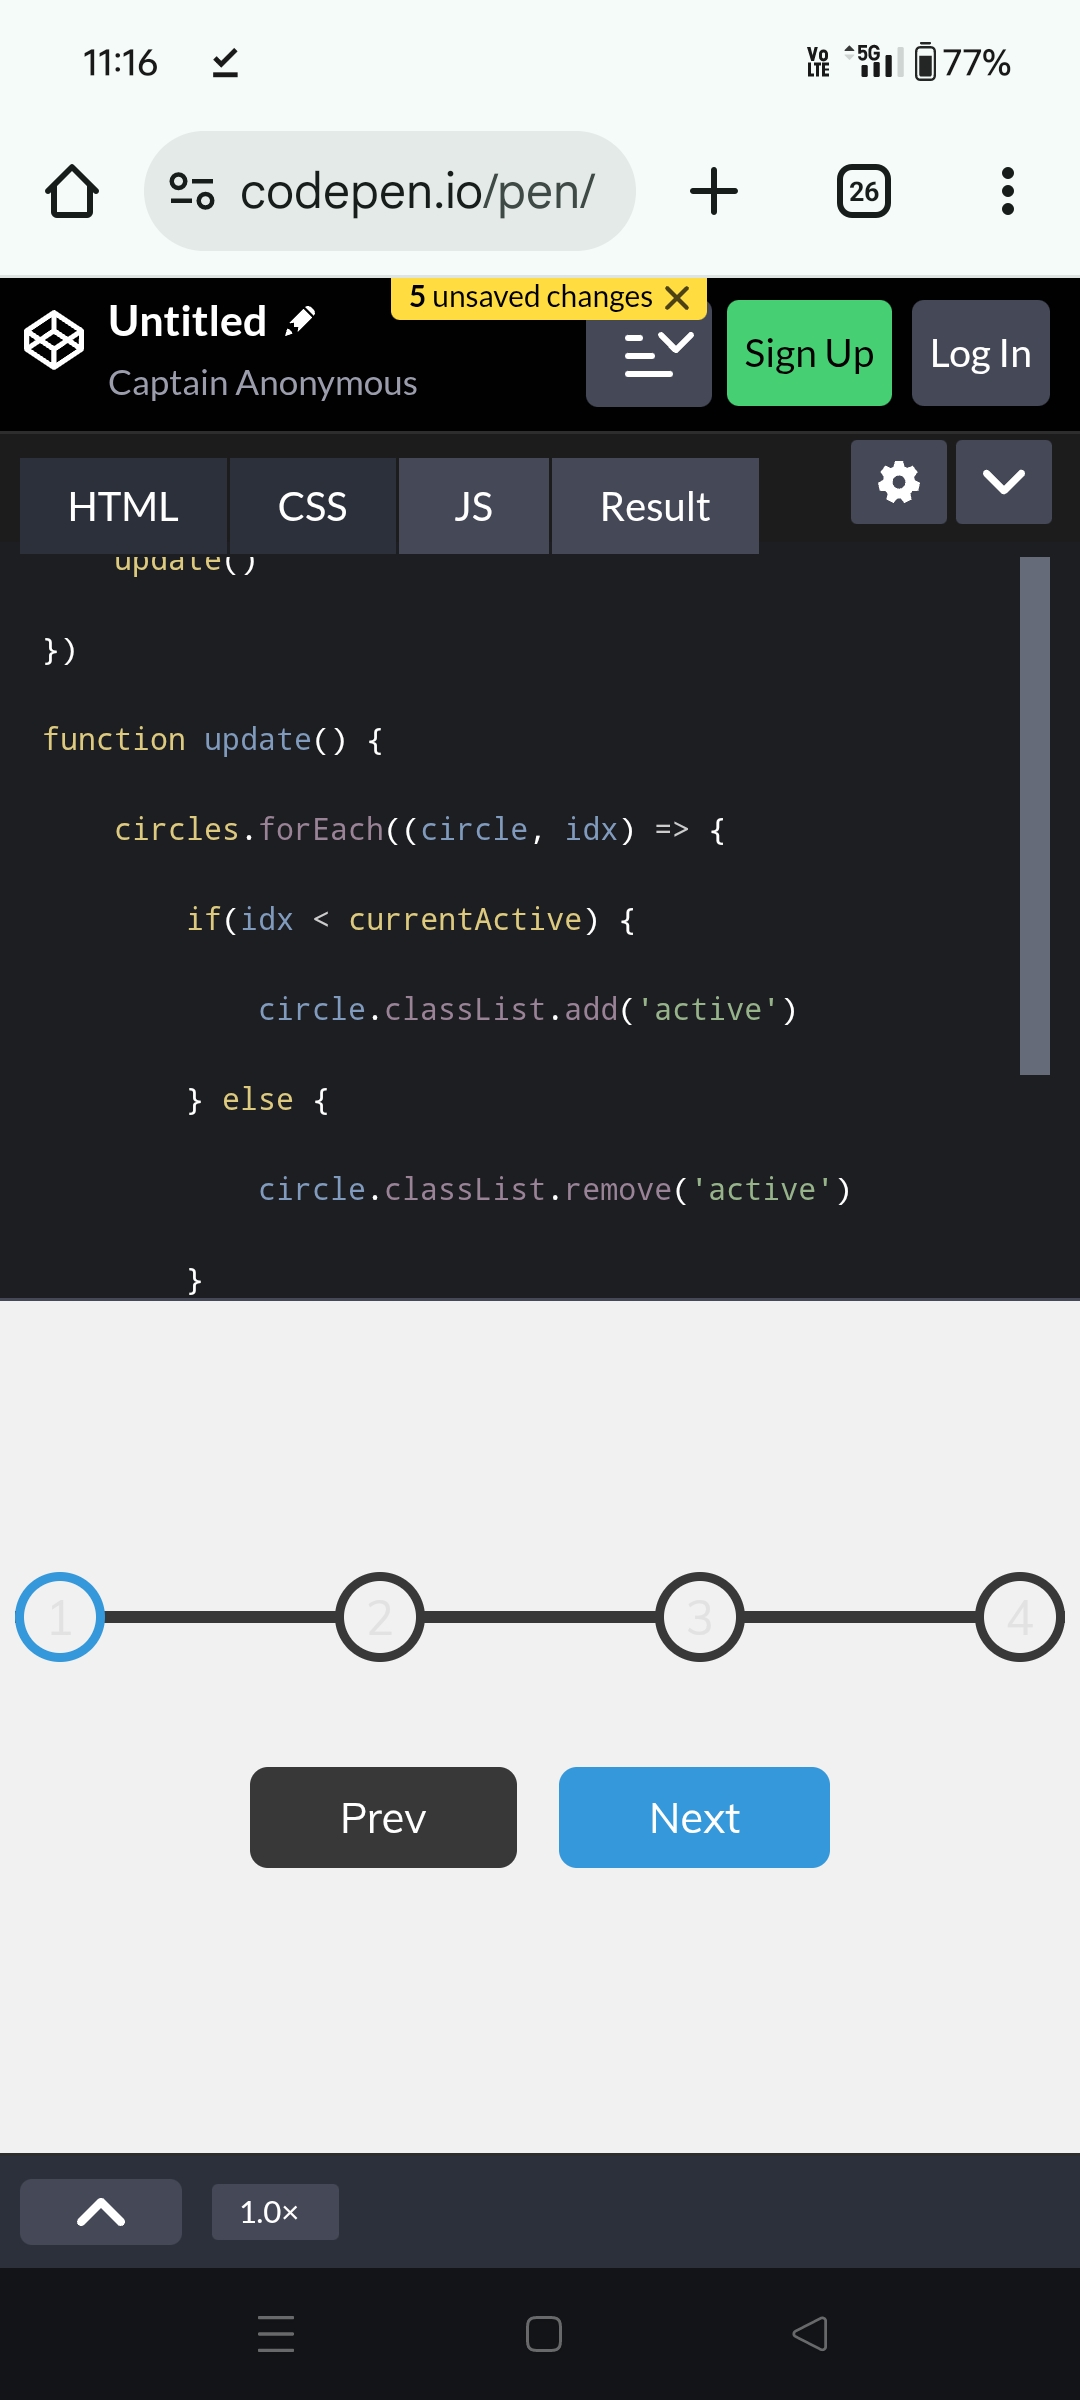 11:16
Vo LTE 5G 77%
codepen.io/pen/
26
5 unsaved changes
Untitled
Captain Anonymous
Sign Up
Log In
HTML
CSS
JS
Result
update()
})
function update() {
circles.forEach((circle, idx) => {
if(idx < currentActive) {
circle.classList.add('active')
} else {
circle.classList.remove('active')
}
1 2 3 4
Prev
Next
1.0×